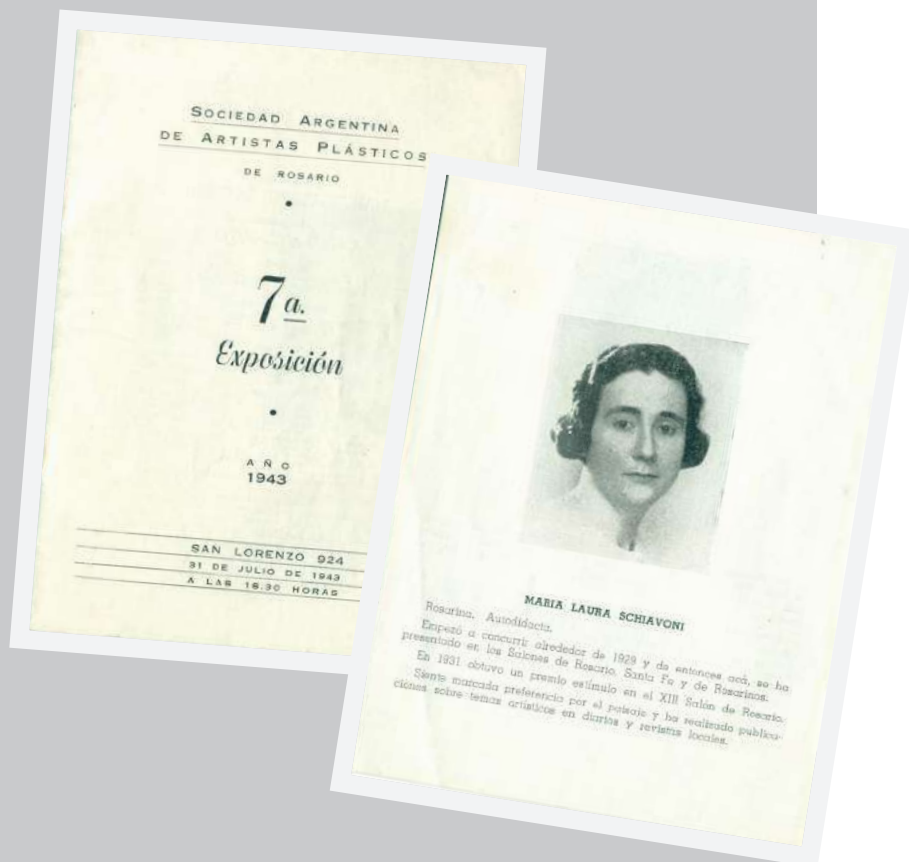 SOCIEDAD ARGENTINA
DE ARTISTAS PLÁSTICOS
DE ROSARIO
7a.
Exposición
AÑO
1943
SAN LORENZO 924
31 DE JULIO DE 1943
A LAS 18.30 HORAS
MARIA LAURA SCHIAVONI
Rosarina. Autodidacta.
Empezó a concurrir alrededor de 1929 y de entonces acá, se ha
presentado en los Salones de Rosario, Santa Fe y de Rosarinos.
En 1931 obtuvo un premio estímulo en el XIII Salón de Rosario.
Siente marcada preferencia por el paisaje y ha realizado publica-
ciones sobre temas artísticos en diarios y revistas locales.